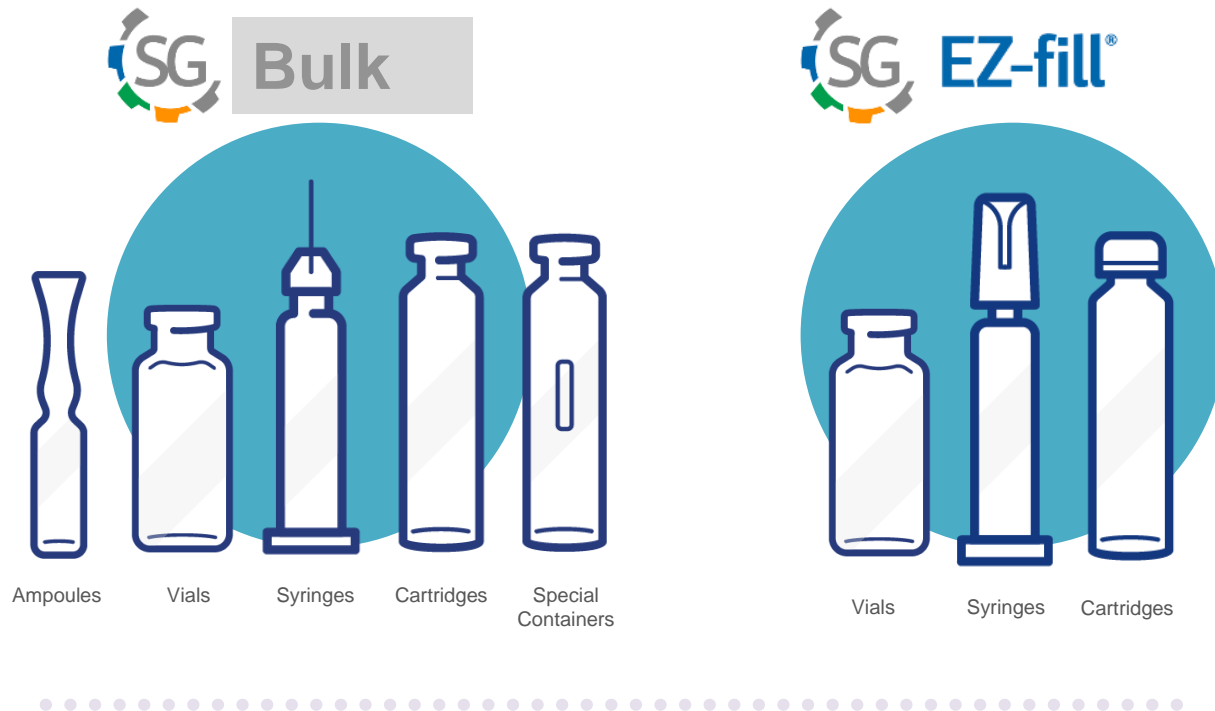 SG Bulk
SG EZ-fill®
Ampoules
Vials
Syringes
Cartridges
Special
Containers
Vials
Syringes
Cartridges